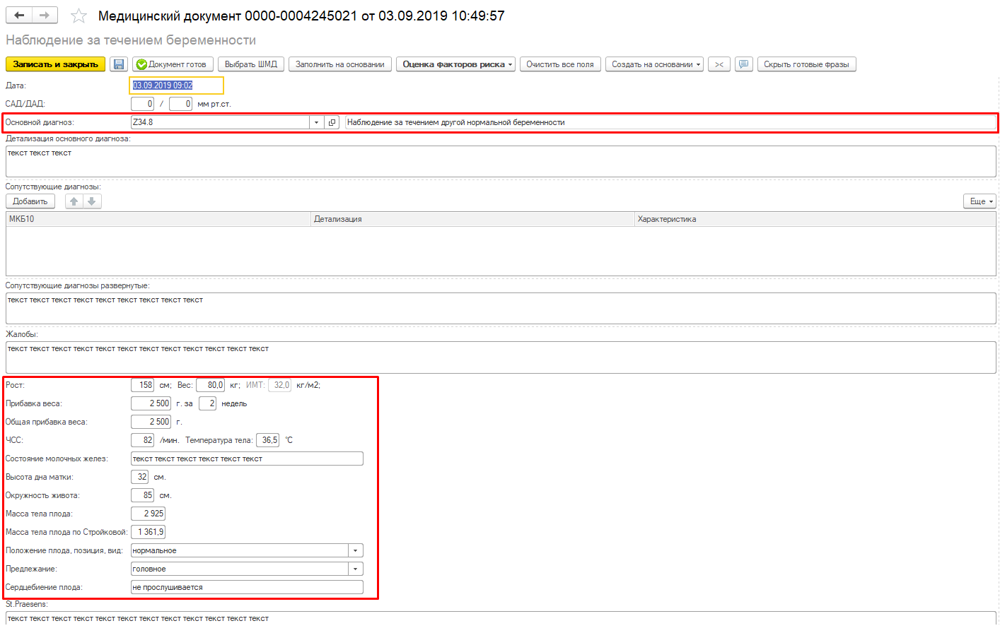 Медицинский документ 0000-0004245021 от 03.09.2019 10:49:57
Наблюдение за течением беременности
Записать и закрыть Документ готов Выбрать ШМД Заполнить на основании Оценка факторов риска Очистить все поля Создать на основании >< Скрыть готовые фразы
Дата: 03.09.2019 09:02
САД/ДАД: 0 / 0 мм рт.ст.
Основной диагноз: Z34.8 Наблюдение за течением другой нормальной беременности
Детализация основного диагноза:
текст текст текст
Сопутствующие диагнозы:
Добавить Еще
МКБ10 Детализация Характеристика
Сопутствующие диагнозы развернутые:
текст текст текст текст текст текст текст текст текст
Жалобы:
текст текст текст текст текст текст текст текст текст текст текст текст
Рост: 158 см; Вес: 80,0 кг; ИМТ: 32,0 кг/м2;
Прибавка веса: 2 500 г. за 2 недель
Общая прибавка веса: 2 500 г.
ЧСС: 82 /мин. Температура тела: 36,5 °С
Состояние молочных желез: текст текст текст текст текст текст
Высота дна матки: 32 см.
Окружность живота: 85 см.
Масса тела плода: 2 925
Масса тела плода по Стройковой: 1 361,9
Положение плода, позиция, вид: нормальное
Предлежание: головное
Сердцебиение плода: не прослушивается
St.Praesens:
текст текст текст текст текст текст текст текст текст текст текст текст